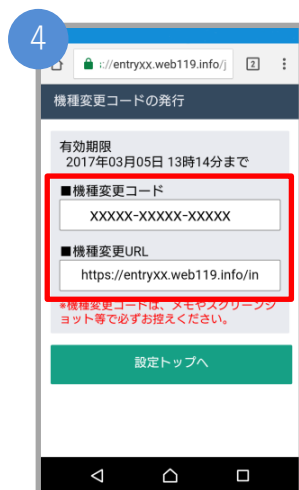 4
://entryxx.web119.info/j
2
機種変更コードの発行
有効期限
2017年03月05日 13時14分まで
■機種変更コード
XXXXX-XXXXX-XXXXX
■機種変更URL
https://entryxx.web119.info/in
*機種変更コードは、メモやスクリーンシ
ョット等で必ずお控えください。
設定トップへ